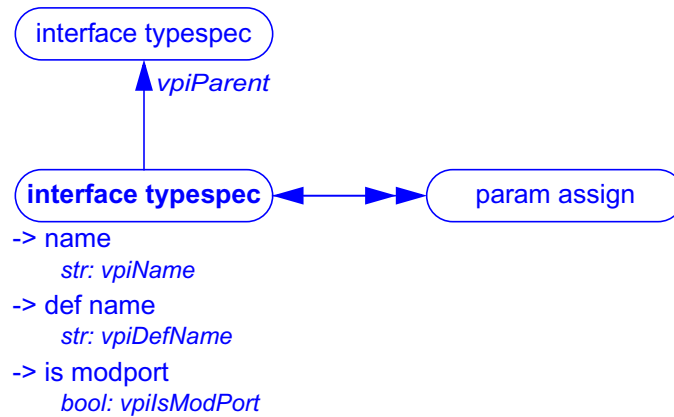 interface typespec
vpiParent
interface typespec
param assign
-> name
str: vpiName
-> def name
str: vpiDefName
-> is modport
bool: vpiIsModPort